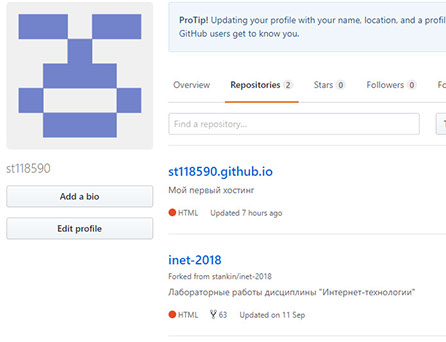 ProTip! Updating your profile with your name, location, and a
GitHub users get to know you.
Overview Repositories 2 Stars 0 Followers 0
Find a repository...
st118590
Add a bio
Edit profile
st118590.github.io
Мой первый хостинг
HTML Updated 7 hours ago
inet-2018
Forked from stankin/inet-2018
Лабораторные работы дисциплины "Интернет-технологии"
HTML 63 Updated on 11 Sep